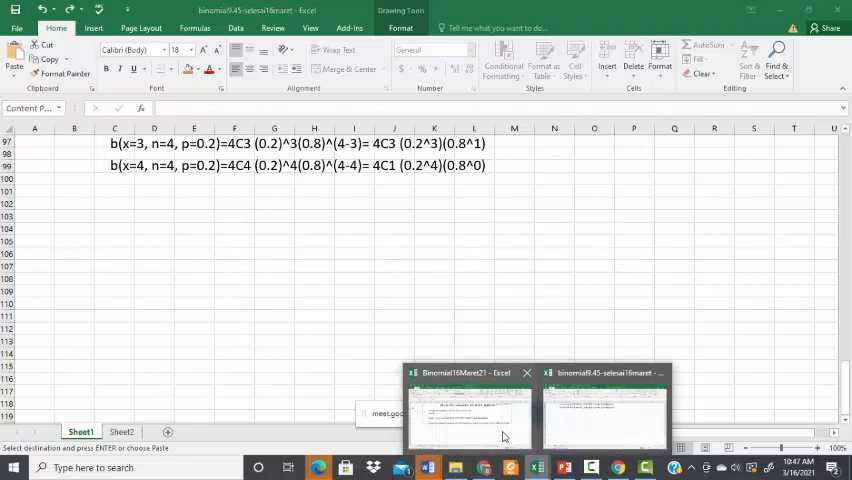 binomial9.45-selesai16maret - Excel
Drawing Tools
File
Home
Insert
Page Layout
Formulas
Data
Review
View
Add-Ins
Format
Tell me what you want to do...
Share
Paste
Cut
Copy
Format Painter
Clipboard
Calibri (Body)
18
B I U
Font
Wrap Text
Merge & Center
Alignment
General
$ % ,
Number
Conditional Formatting
Format as Table
Cell Styles
Styles
Insert
Delete
Format
Cells
AutoSum
Fill
Clear
Sort & Filter
Find & Select
Editing
Content P...
fx
A B C D E F G H I J K L M N O P Q R S T U
97
b(x=3, n=4, p=0.2)=4C3 (0.2)^3(0.8)^(4-3)= 4C3 (0.2^3)(0.8^1)
98
99
b(x=4, n=4, p=0.2)=4C4 (0.2)^4(0.8)^(4-4)= 4C1 (0.2^4)(0.8^0)
100
101
102
103
104
105
106
107
108
109
110
111
112
113
114
115
116
117
118
119
Binomial16Maret21 - Excel
binomial9.45-selesai16maret - ...
meet.goo
Sheet1
Sheet2
Select destination and press ENTER or choose Paste
100%
Type here to search
10:47 AM
3/16/2021